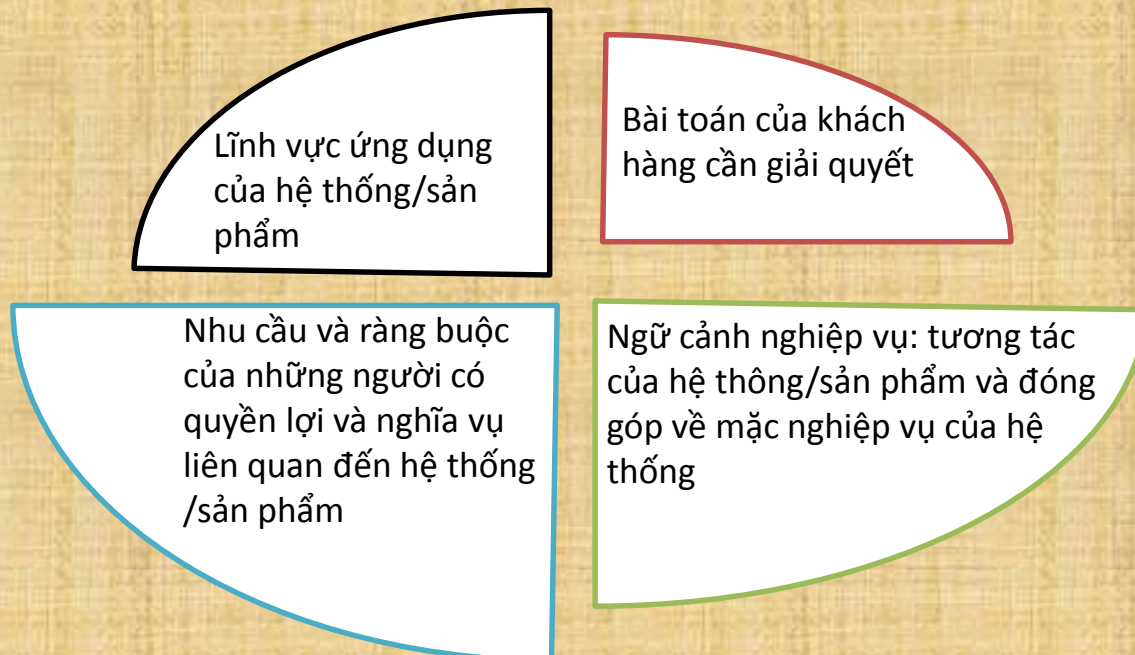 Lĩnh vực ứng dụng
của hệ thống/sản
phẩm
Bài toán của khách
hàng cần giải quyết
Nhu cầu và ràng buộc
của những người có
quyền lợi và nghĩa vụ
liên quan đến hệ thống
/sản phẩm
Ngữ cảnh nghiệp vụ: tương tác
của hệ thông/sản phẩm và đóng
góp về mặc nghiệp vụ của hệ
thống